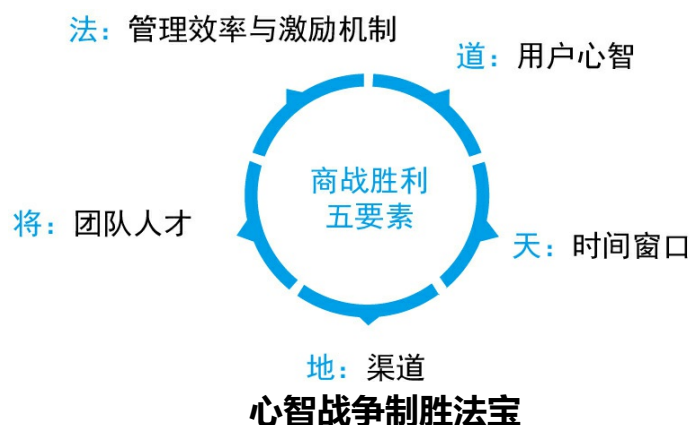 法：管理效率与激励机制
道：用户心智
商战胜利
五要素
将：团队人才
天：时间窗口
地：渠道
心智战争制胜法宝